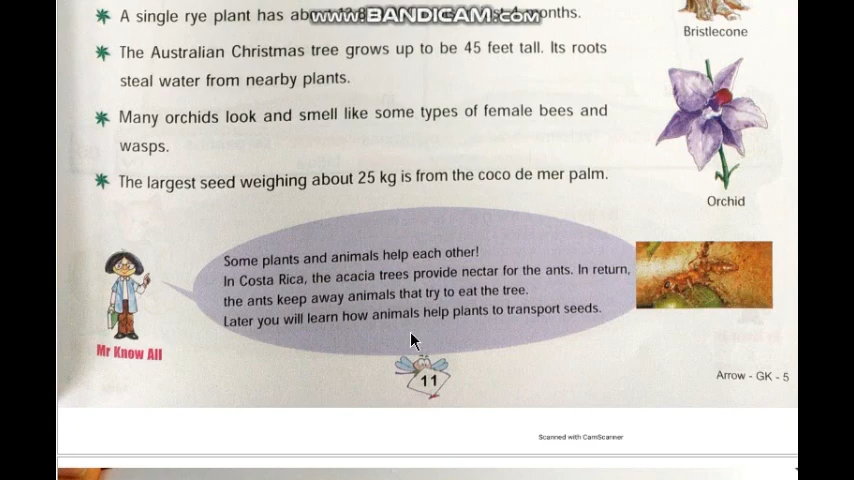 www.BANDICAM.com
A single rye plant has months.
Bristlecone
The Australian Christmas tree grows up to be 45 feet tall. Its roots
steal water from nearby plants.
Many orchids look and smell like some types of female bees and
wasps.
The largest seed weighing about 25 kg is from the coco de mer palm.
Orchid
Some plants and animals help each other!
In Costa Rica, the acacia trees provide nectar for the ants. In return,
the ants keep away animals that try to eat the tree.
Later you will learn how animals help plants to transport seeds.
Mr Know All
11
Arrow - GK - 5
Scanned with CamScanner